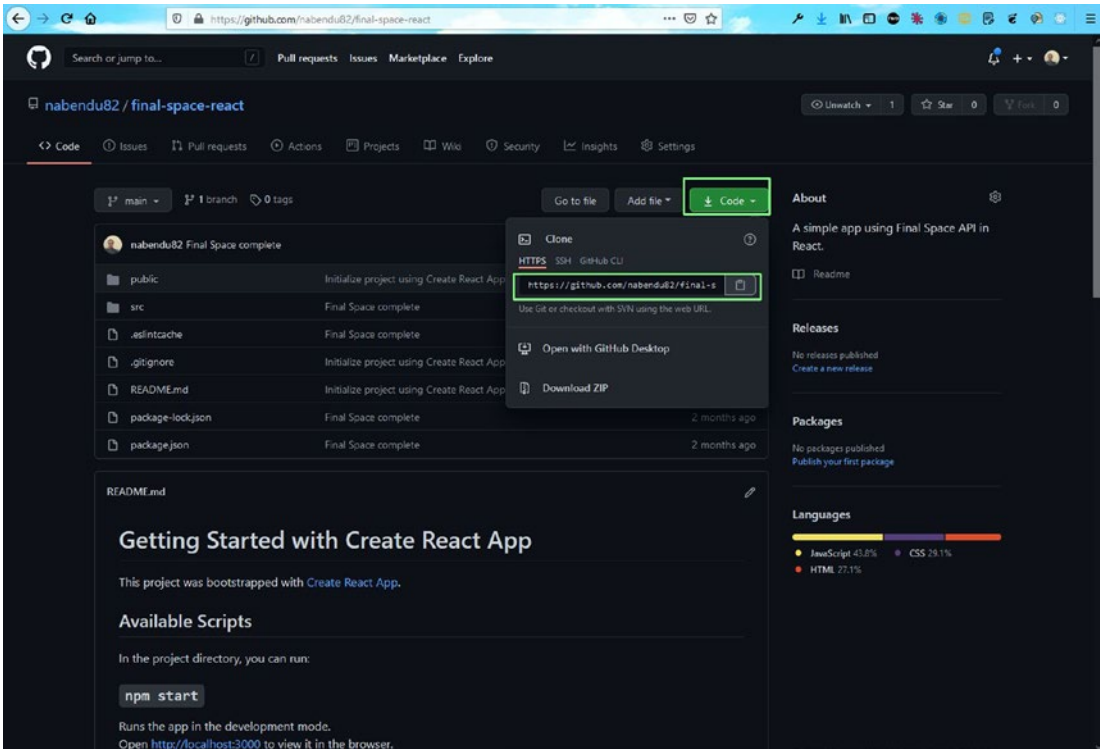 https://github.com/nabendu82/final-space-react
Search or jump to... / Pull requests Issues Marketplace Explore
nabendu82 / final-space-react
Unwatch 1 Star 0 Fork 0
Code Issues Pull requests Actions Projects Wiki Security Insights Settings
main 1 branch 0 tags Go to file Add file Code
About
A simple app using Final Space API in
React.
Readme
nabendu82 Final Space complete
Clone
HTTPS SSH GitHub CLI
https://github.com/nabendu82/final-s
Use Git or checkout with SVN using the web URL.
Open with GitHub Desktop
Download ZIP
public Initialize project using Create React App
src Final Space complete
.eslintcache Final Space complete
.gitignore Initialize project using Create React App
README.md Initialize project using Create React App
package-lock.json Final Space complete 2 months ago
package.json Final Space complete 2 months ago
Releases
No releases published
Create a new release
Packages
No packages published
Publish your first package
Languages
JavaScript 43.8% CSS 29.1%
HTML 27.1%
README.md
Getting Started with Create React App
This project was bootstrapped with Create React App.
Available Scripts
In the project directory, you can run:
npm start
Runs the app in the development mode.
Open http://localhost:3000 to view it in the browser.